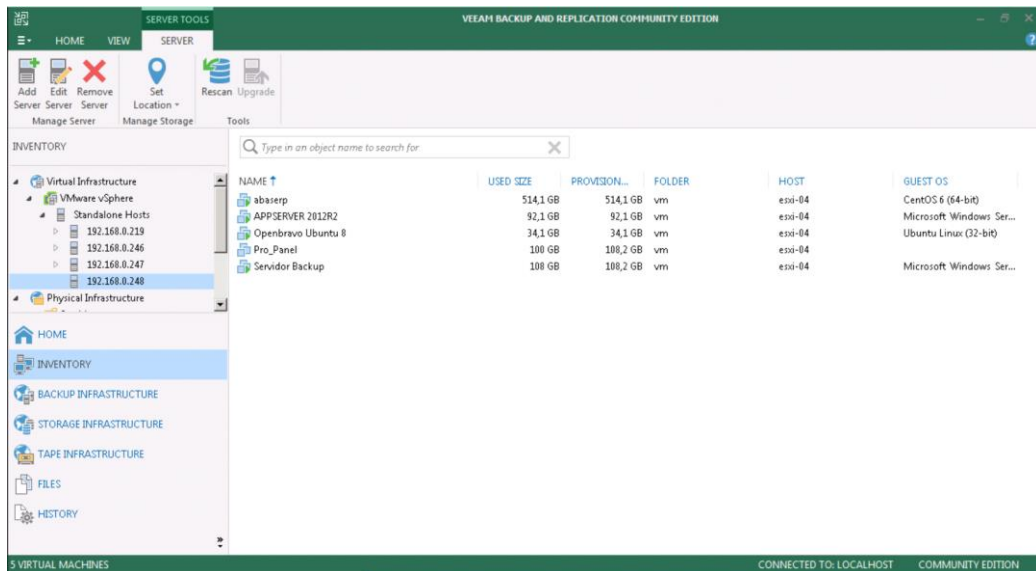 SERVER TOOLS
VEEAM BACKUP AND REPLICATION COMMUNITY EDITION
HOME VIEW SERVER
Add Server
Edit Server
Remove Server
Set Location
Rescan
Upgrade
Manage Server
Manage Storage
Tools
INVENTORY
Type in an object name to search for
Virtual Infrastructure
VMware vSphere
Standalone Hosts
192.168.0.219
192.168.0.246
192.168.0.247
192.168.0.248
Physical Infrastructure
NAME USED SIZE PROVISION... FOLDER HOST GUEST OS
abaserp 514,1 GB 514,1 GB vm esxi-04 CentOS 6 (64-bit)
APPSERVER 2012R2 92,1 GB 92,1 GB vm esxi-04 Microsoft Windows Ser...
Openbravo Ubuntu 8 34,1 GB 34,1 GB vm esxi-04 Ubuntu Linux (32-bit)
Pro_Panel 100 GB 108,2 GB vm esxi-04
Servidor Backup 108 GB 108,2 GB vm esxi-04 Microsoft Windows Ser...
HOME
INVENTORY
BACKUP INFRASTRUCTURE
STORAGE INFRASTRUCTURE
TAPE INFRASTRUCTURE
FILES
HISTORY
5 VIRTUAL MACHINES
CONNECTED TO: LOCALHOST
COMMUNITY EDITION